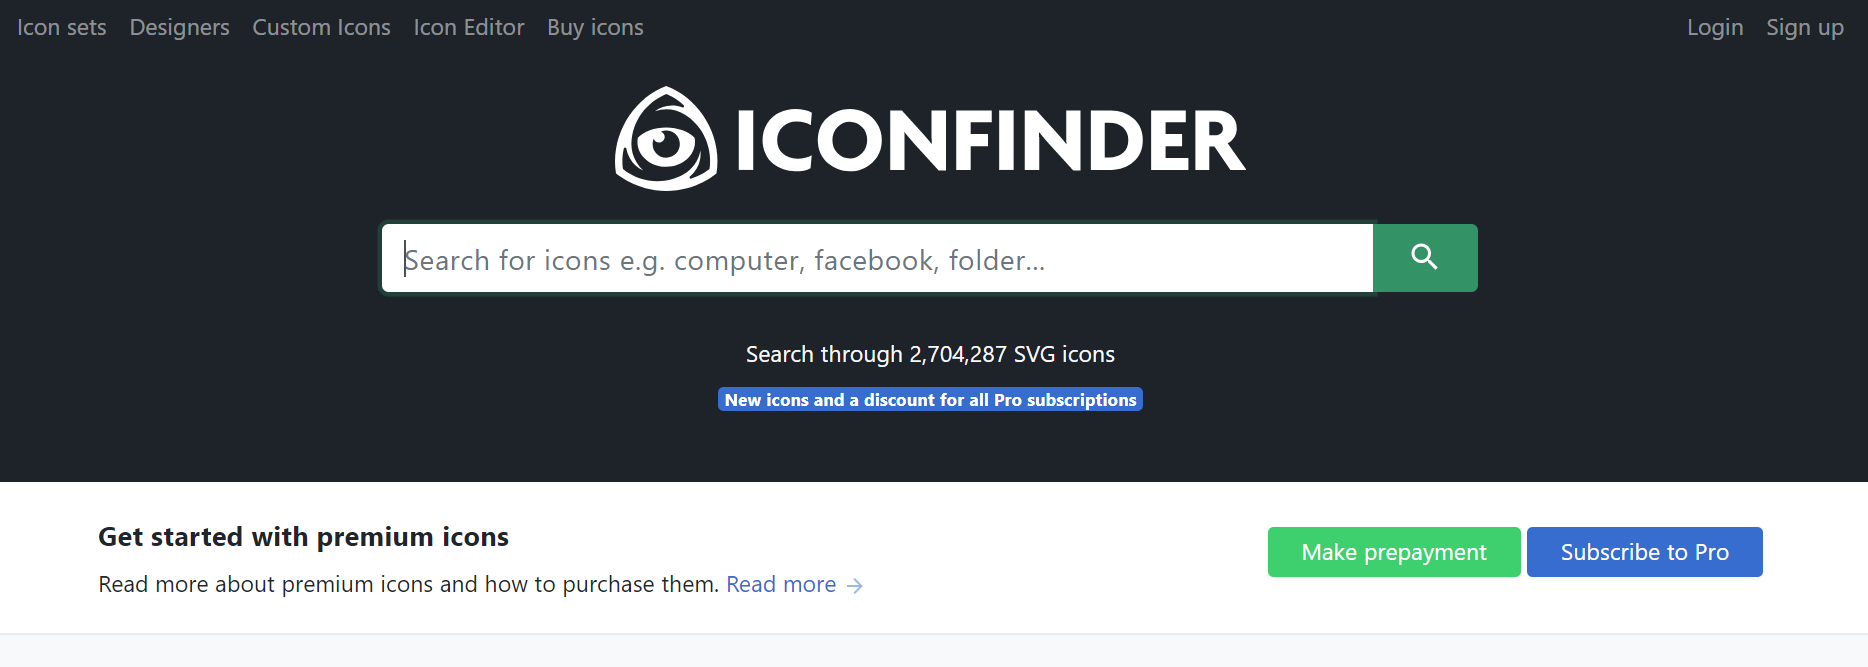 Icon sets Designers Custom Icons Icon Editor Buy icons Login Sign up
ICONFINDER
Search for icons e.g. computer, facebook, folder...
Search through 2,704,287 SVG icons
New icons and a discount for all Pro subscriptions
Get started with premium icons
Read more about premium icons and how to purchase them. Read more →
Make prepayment Subscribe to Pro